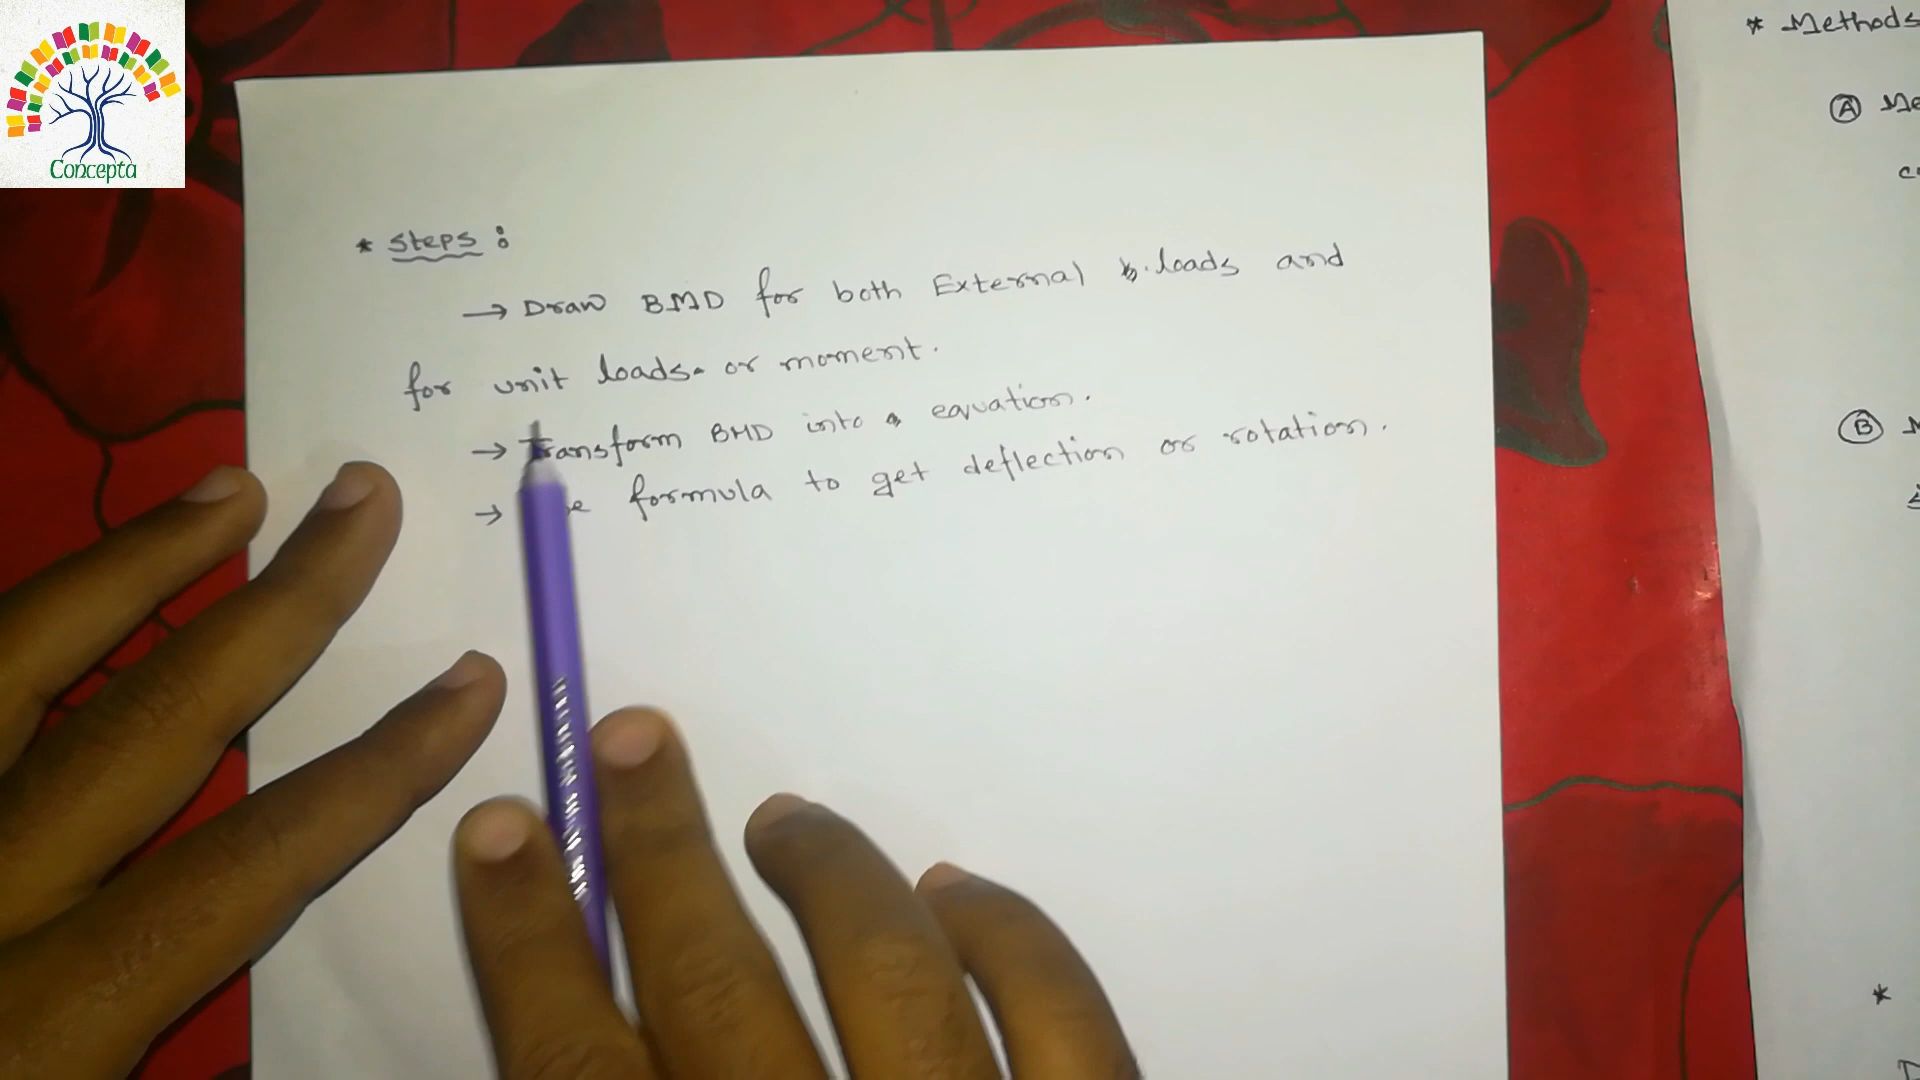 Concepta
* Steps :
→ Draw BMD for both External loads and
for unit loads or moment.
→ Transform BMD into equation.
→ formula to get deflection or rotation.
* Methods
Ⓐ
Ⓑ
*